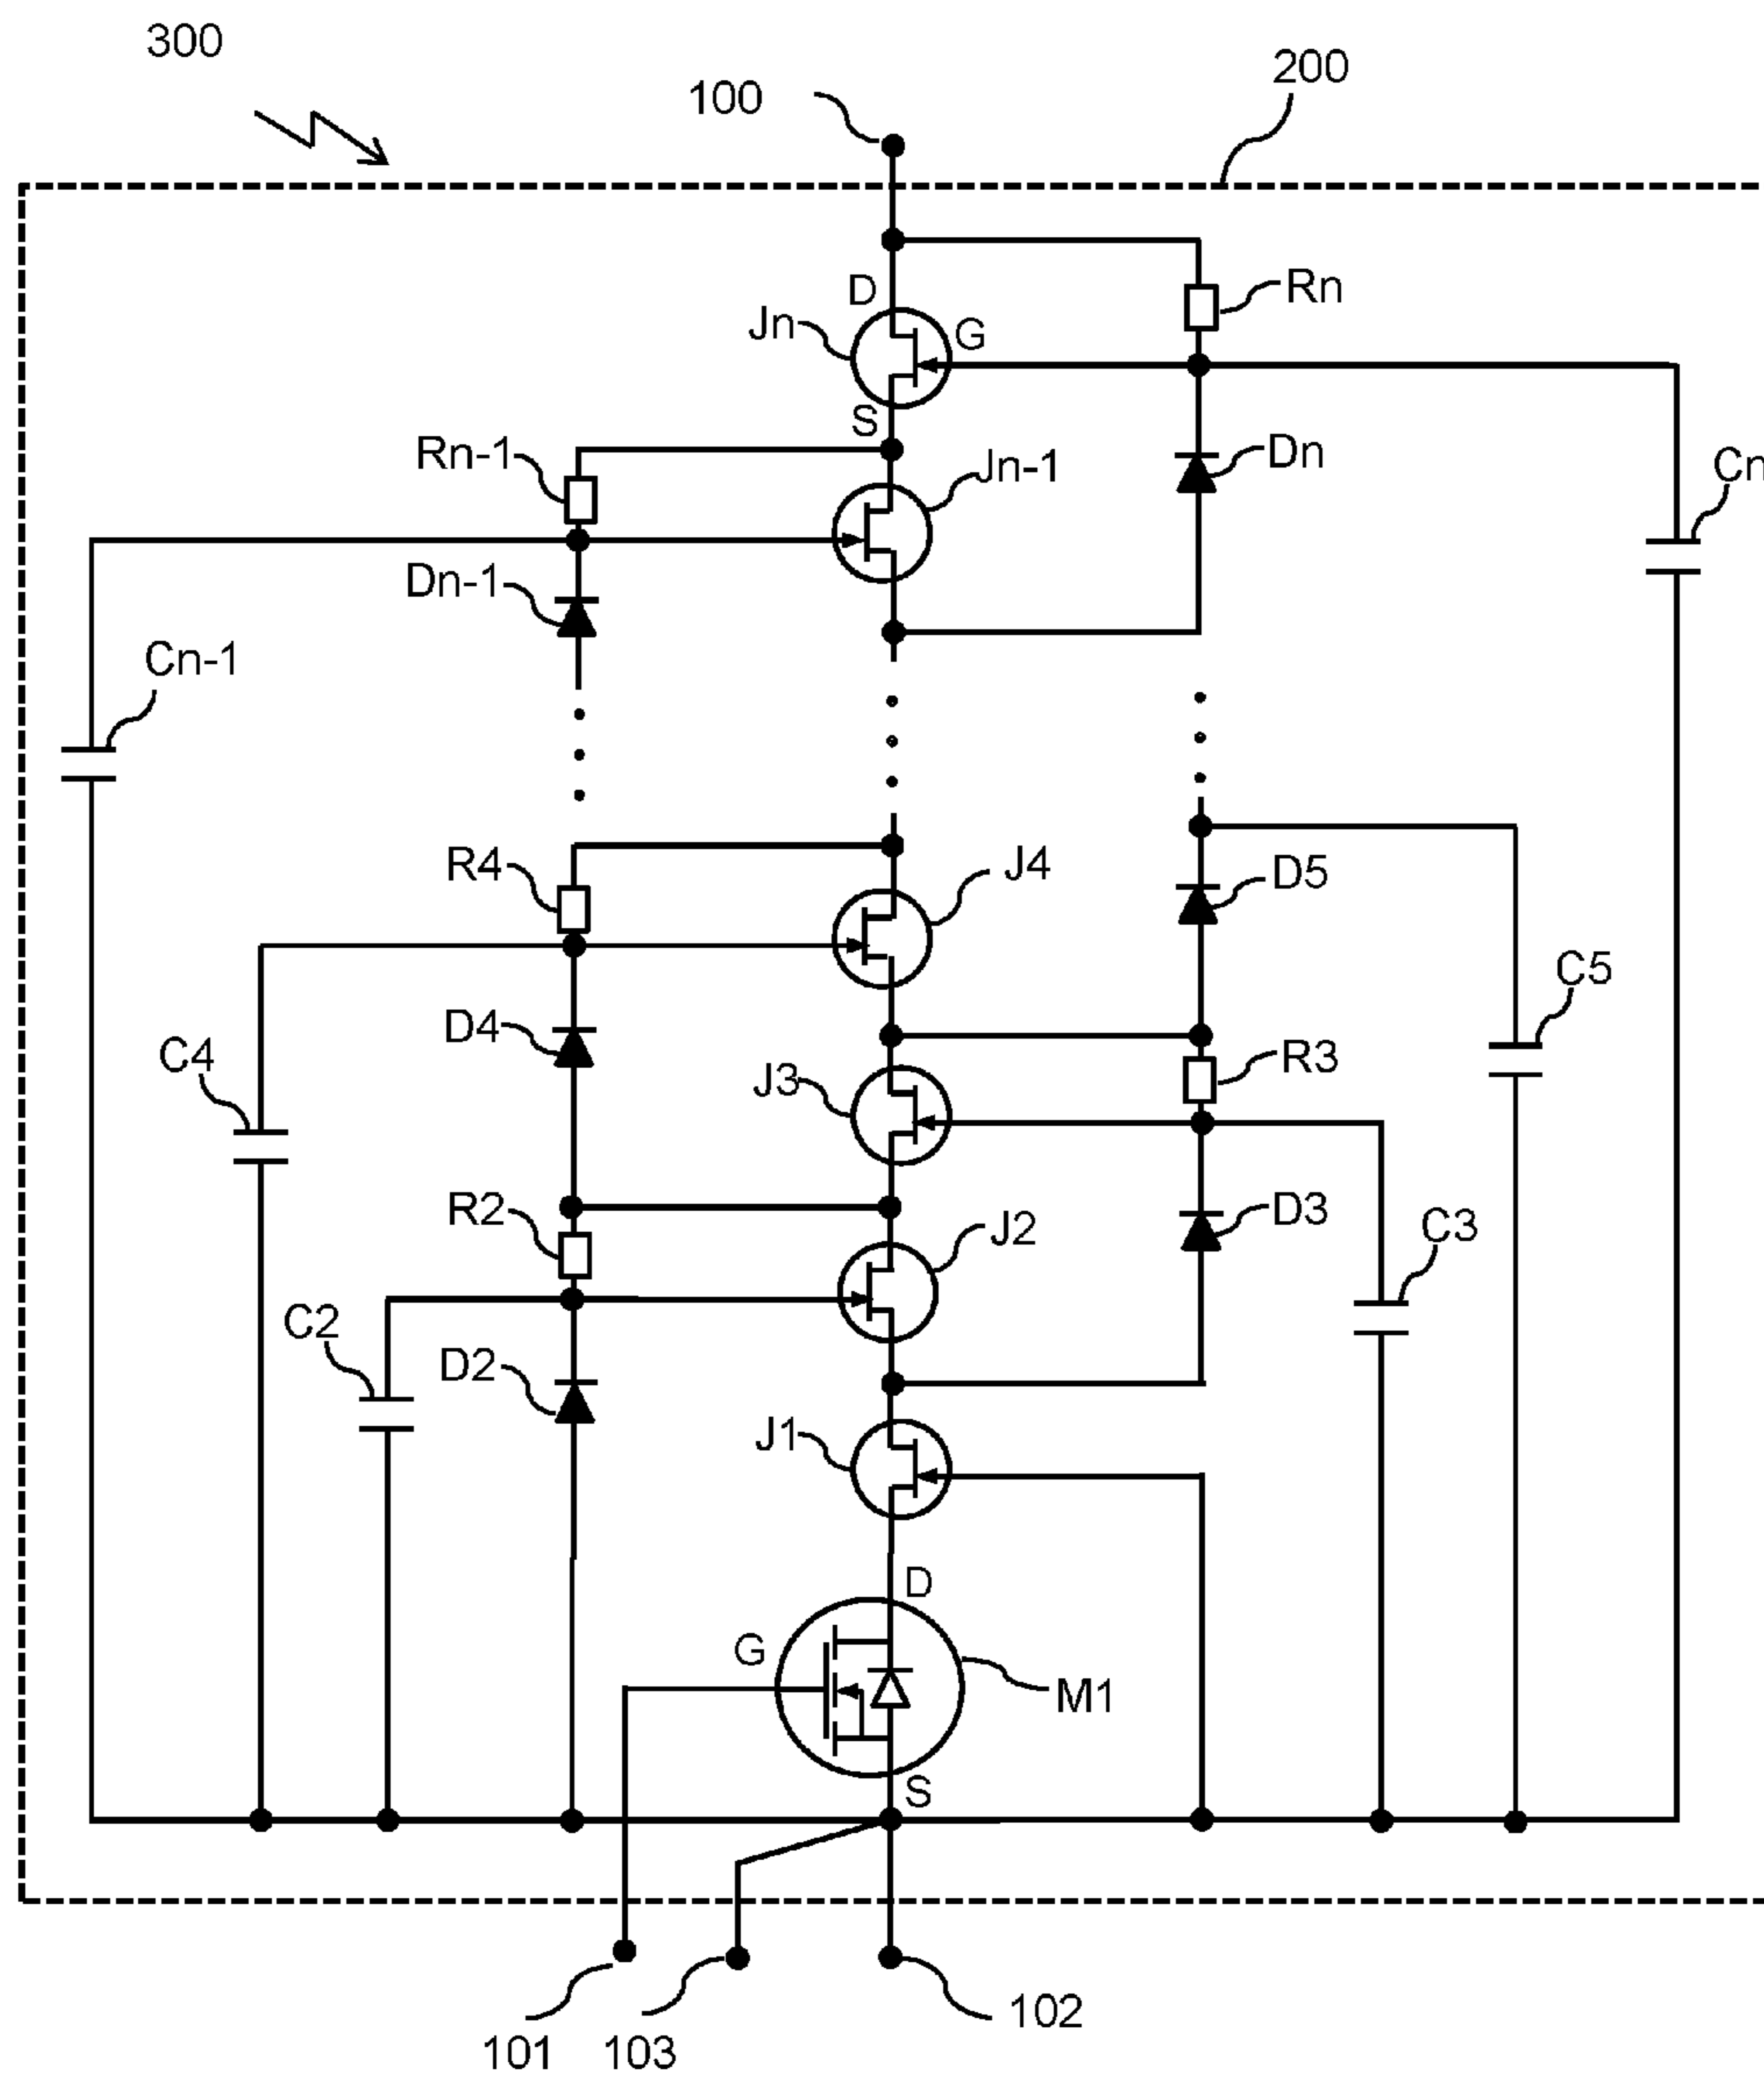 300
200
100
D
Rn
Jn
G
S
Rn-1
Jn-1
Dn
Cn
Dn-1
Cn-1
R4
J4
D5
C5
D4
C4
J3
R3
R2
J2
D3
C3
C2
D2
J1
D
G
M1
S
101
103
102